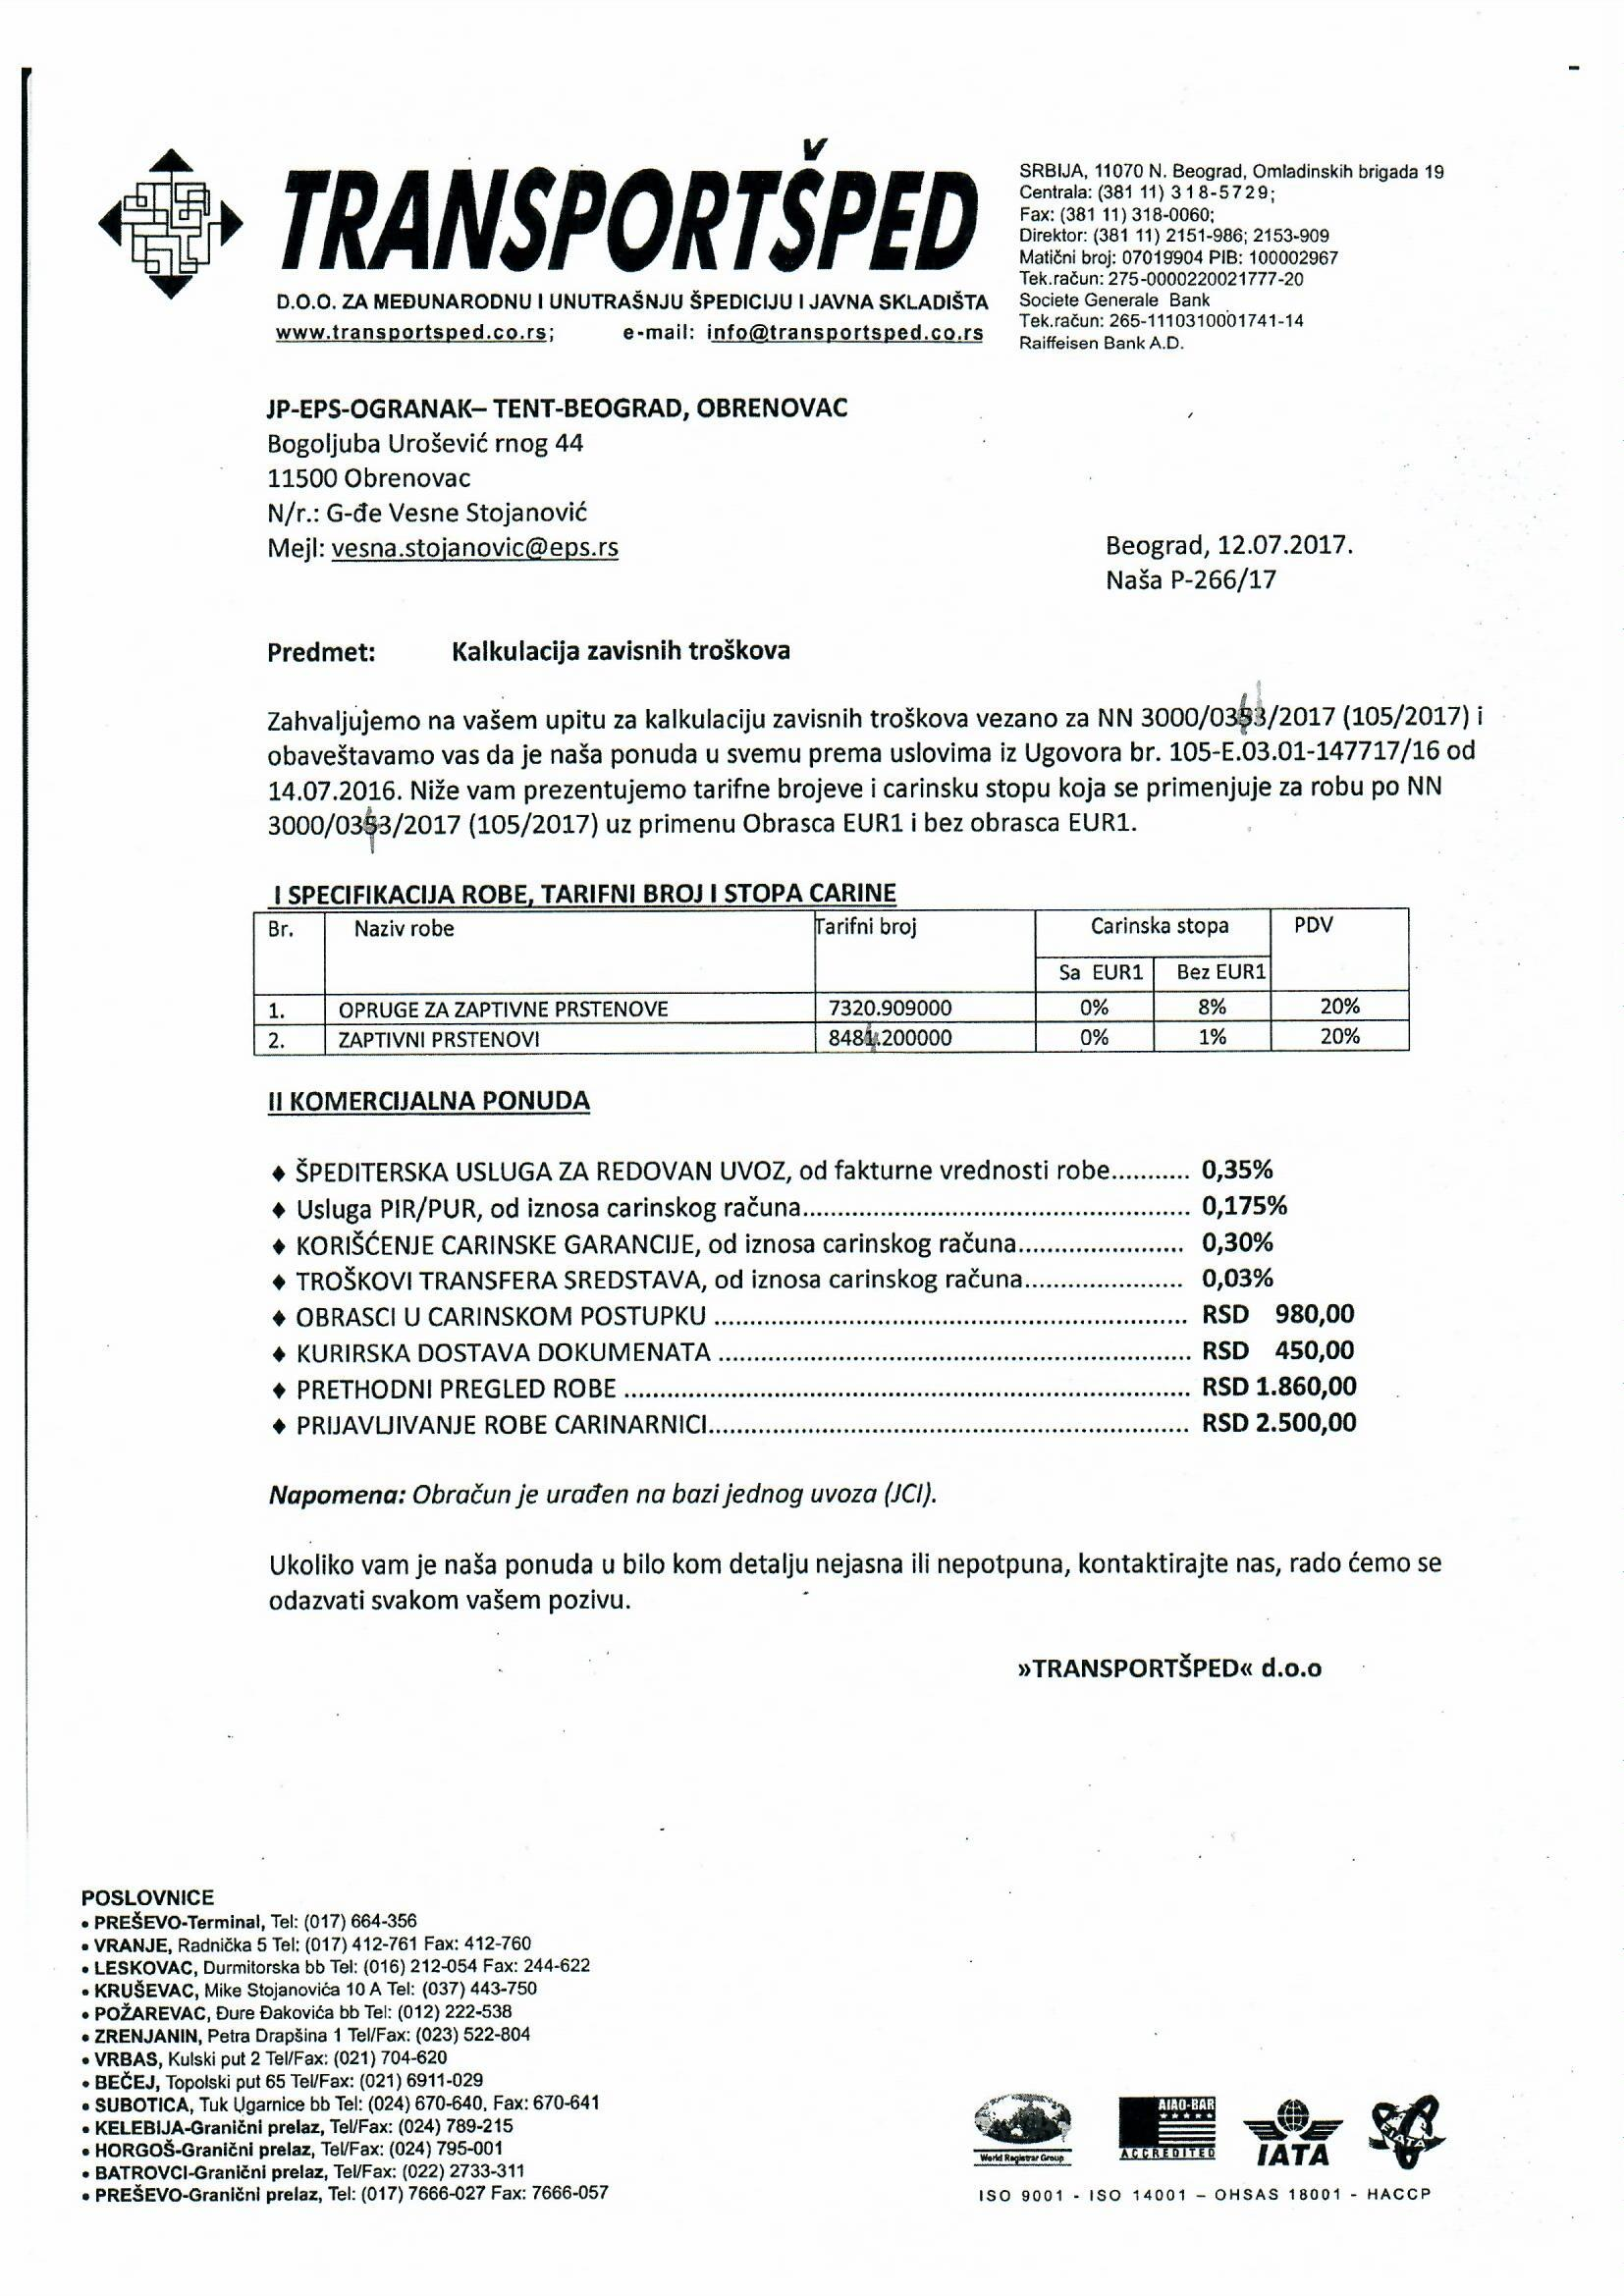 TRANSPORTŠPED
D.O.O. ZA MEĐUNARODNU I UNUTRAŠNJU ŠPEDICIJU I JAVNA SKLADIŠTA
www.transportsped.co.rs; e-mail: info@transportsped.co.rs
SRBIJA, 11070 N. Beograd, Omladinskih brigada 19
Centrala: (381 11) 318-5729;
Fax: (381 11) 318-0060;
Direktor: (381 11) 2151-986; 2153-909
Matični broj: 07019904 PIB: 100002967
Tek.račun: 275-0000220021777-20
Societe Generale Bank
Tek.račun: 265-1110310001741-14
Raiffeisen Bank A.D.
JP-EPS-OGRANAK– TENT-BEOGRAD, OBRENOVAC
Bogoljuba Urošević rnog 44
11500 Obrenovac
N/r.: G-đe Vesne Stojanović
Mejl: vesna.stojanovic@eps.rs
Beograd, 12.07.2017.
Naša P-266/17
Predmet: Kalkulacija zavisnih troškova
Zahvaljujemo na vašem upitu za kalkulaciju zavisnih troškova vezano za NN (105/2017) i
obaveštavamo vas da je naša ponuda u svemu prema uslovima iz Ugovora br. 105-E.03.01-147717/16 od
14.07.2016. Niže vam prezentujemo tarifne brojeve i carinsku stopu koja se primenjuje za robu po NN
(105/2017) uz primenu Obrasca EUR1 i bez obrasca EUR1.
I SPECIFIKACIJA ROBE, TARIFNI BROJ I STOPA CARINE
Br. Naziv robe Tarifni broj Carinska stopa PDV
Sa EUR1 Bez EUR1
1. OPRUGE ZA ZAPTIVNE PRSTENOVE 7320.909000 0% 8% 20%
2. ZAPTIVNI PRSTENOVI 8484.200000 0% 1% 20%
II KOMERCIJALNA PONUDA
♦ ŠPEDITERSKA USLUGA ZA REDOVAN UVOZ, od fakturne vrednosti robe........... 0,35%
♦ Usluga PIR/PUR, od iznosa carinskog računa...................................................... 0,175%
♦ KORIŠĆENJE CARINSKE GARANCIJE, od iznosa carinskog računa....................... 0,30%
♦ TROŠKOVI TRANSFERA SREDSTAVA, od iznosa carinskog računa...................... 0,03%
♦ OBRASCI U CARINSKOM POSTUPKU .................................................................. RSD 980,00
♦ KURIRSKA DOSTAVA DOKUMENATA .................................................................. RSD 450,00
♦ PRETHODNI PREGLED ROBE ............................................................................... RSD 1.860,00
♦ PRIJAVLJIVANJE ROBE CARINARNICI................................................................... RSD 2.500,00
Napomena: Obračun je urađen na bazi jednog uvoza (JCI).
Ukoliko vam je naša ponuda u bilo kom detalju nejasna ili nepotpuna, kontaktirajte nas, rado ćemo se
odazvati svakom vašem pozivu.
»TRANSPORTŠPED« d.o.o
POSLOVNICE
• PREŠEVO-Terminal, Tel: (017) 664-356
• VRANJE, Radnička 5 Tel: (017) 412-761 Fax: 412-760
• LESKOVAC, Durmitorska bb Tel: (016) 212-054 Fax: 244-622
• KRUŠEVAC, Mike Stojanovića 10 A Tel: (037) 443-750
• POŽAREVAC, Đure Đakovića bb Tel: (012) 222-538
• ZRENJANIN, Petra Drapšina 1 Tel/Fax: (023) 522-804
• VRBAS, Kulski put 2 Tel/Fax: (021) 704-620
• BEČEJ, Topolski put 65 Tel/Fax: (021) 6911-029
• SUBOTICA, Tuk Ugarnice bb Tel: (024) 670-640, Fax: 670-641
• KELEBIJA-Granični prelaz, Tel/Fax: (024) 789-215
• HORGOŠ-Granični prelaz, Tel/Fax: (024) 795-001
• BATROVCI-Granični prelaz, Tel/Fax: (022) 2733-311
• PREŠEVO-Granični prelaz, Tel: (017) 7666-027 Fax: 7666-057
World Registrar Group
AIAO-BAR
ACCREDITED
IATA
FIATA
ISO 9001 - ISO 14001 – OHSAS 18001 - HACCP